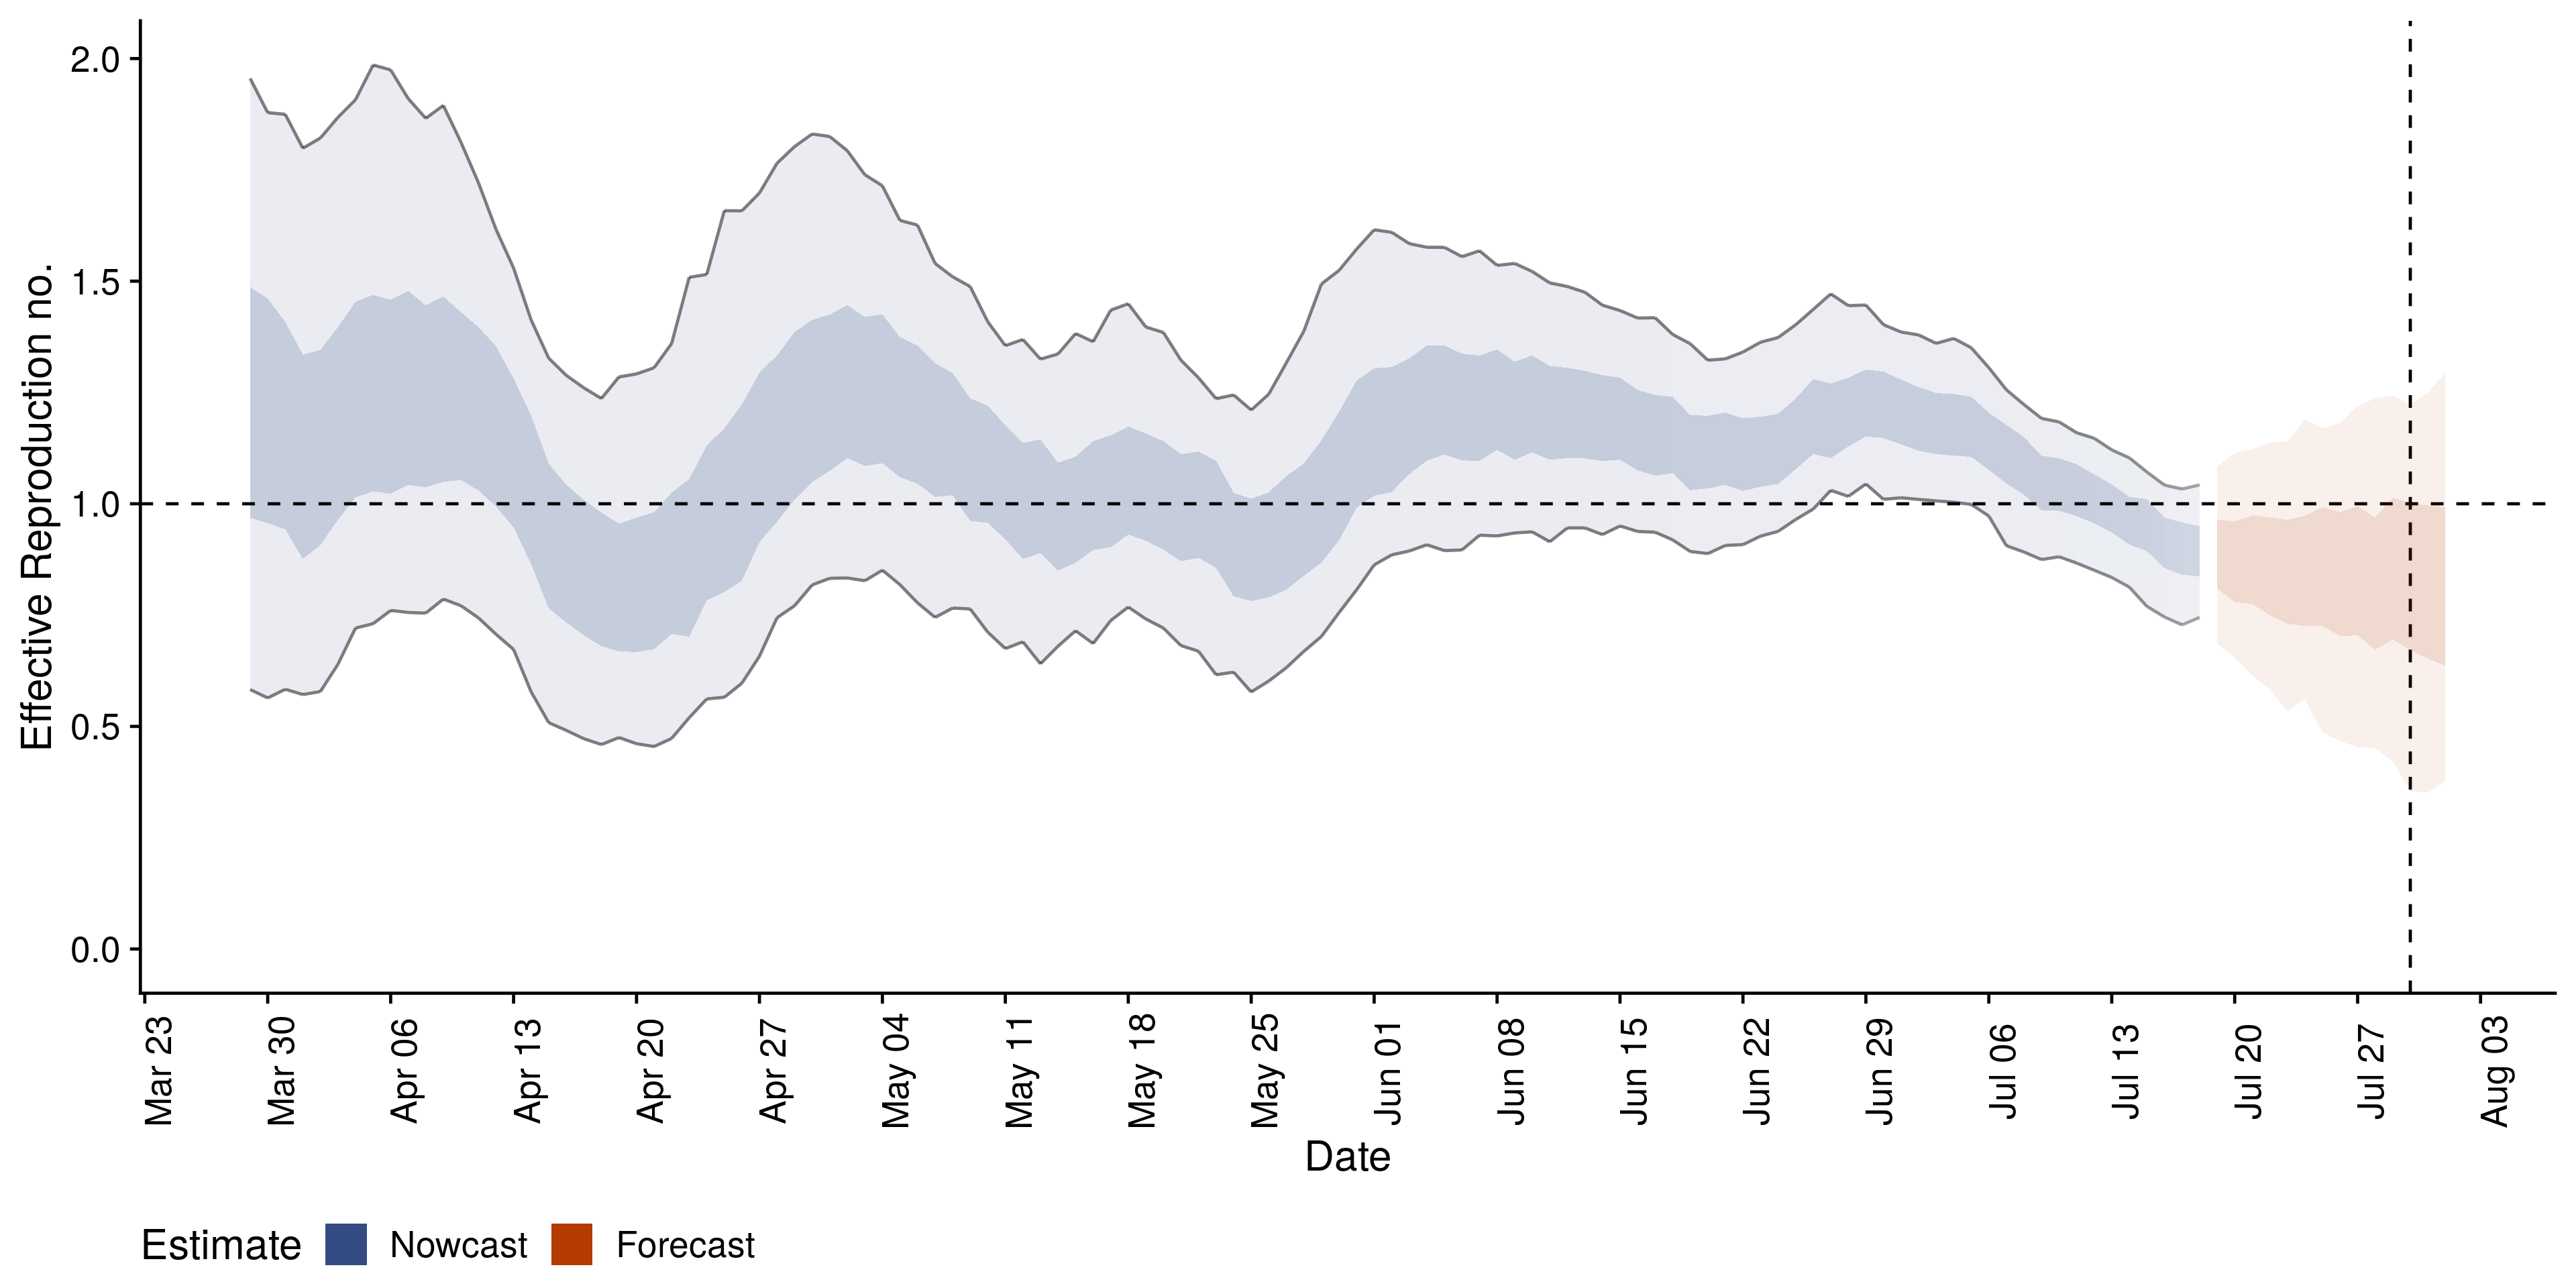 Effective Reproduction no.
2.0
1.5
1.0
0.5
0.0
Mar 23
Mar 30
Apr 06
Apr 13
Apr 20
Apr 27
May 04
May 11
May 18
May 25
Jun 01
Jun 08
Jun 15
Jun 22
Jun 29
Jul 06
Jul 13
Jul 20
Jul 27
Aug 03
Date
Estimate Nowcast Forecast